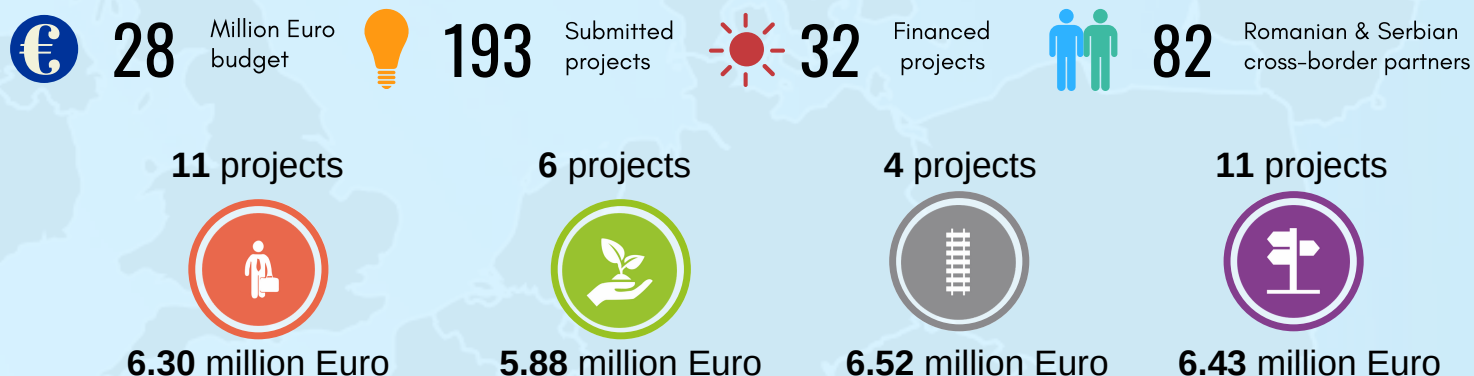 € 28 Million Euro
budget
193 Submitted
projects
32 Financed
projects
82 Romanian & Serbian
cross-border partners
11 projects
6 projects
4 projects
11 projects
6.30 million Euro
5.88 million Euro
6.52 million Euro
6.43 million Euro